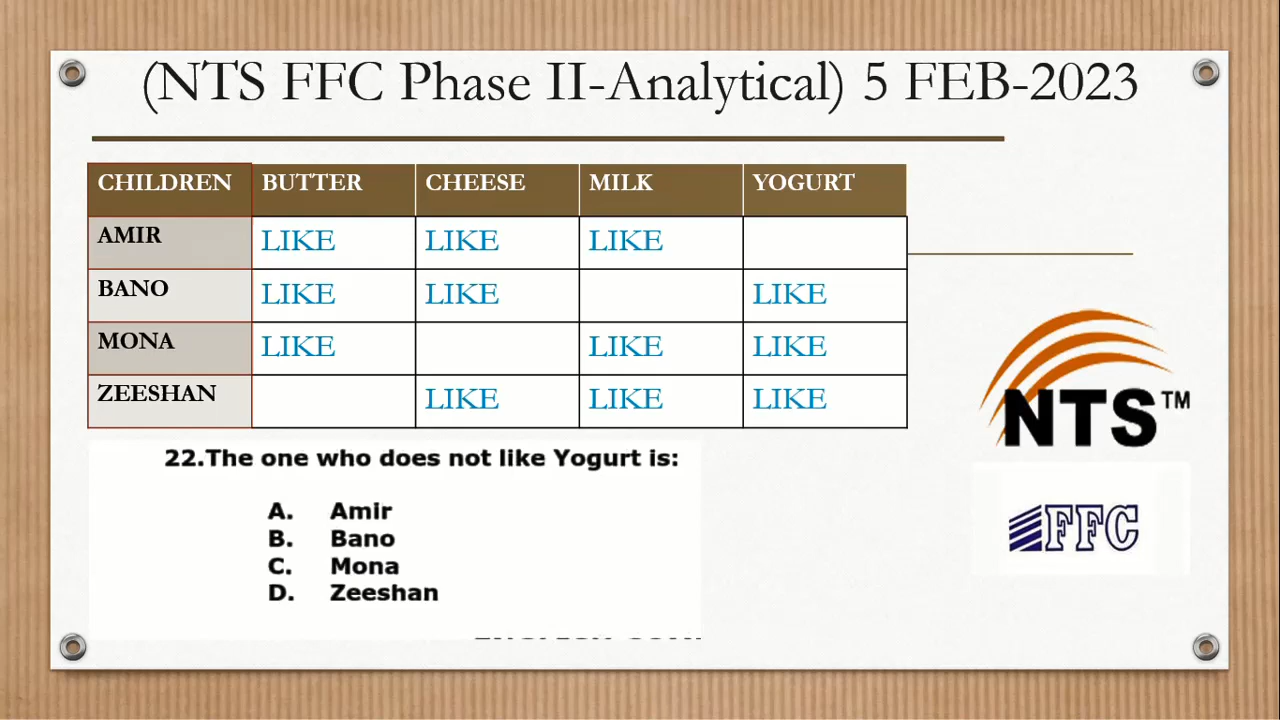 (NTS FFC Phase II-Analytical) 5 FEB-2023
CHILDREN BUTTER CHEESE MILK YOGURT
AMIR LIKE LIKE LIKE
BANO LIKE LIKE LIKE
MONA LIKE LIKE LIKE
ZEESHAN LIKE LIKE LIKE
NTS™
FFC
22.The one who does not like Yogurt is:
A. Amir
B. Bano
C. Mona
D. Zeeshan